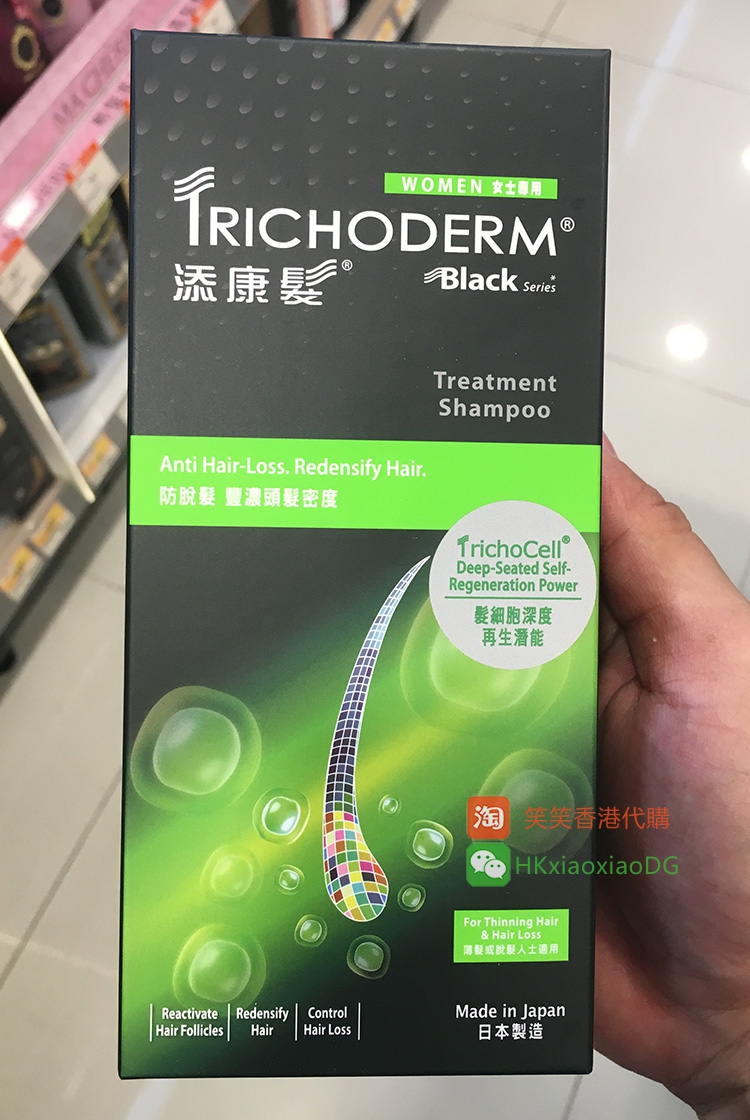 WOMEN 女士專用
TRICHODERM®
添康髮®
Black Series*
Treatment
Shampoo
Anti Hair-Loss. Redensify Hair.
防脫髮 豐濃頭髮密度
TrichoCell®
Deep-Seated Self-
Regeneration Power
髮細胞深度
再生潛能
淘 笑笑香港代購
HKxiaoxiaoDG
For Thinning Hair
& Hair Loss
薄髮或脫髮人士適用
Reactivate
Hair Follicles
Redensify
Hair
Control
Hair Loss
Made in Japan
日本製造